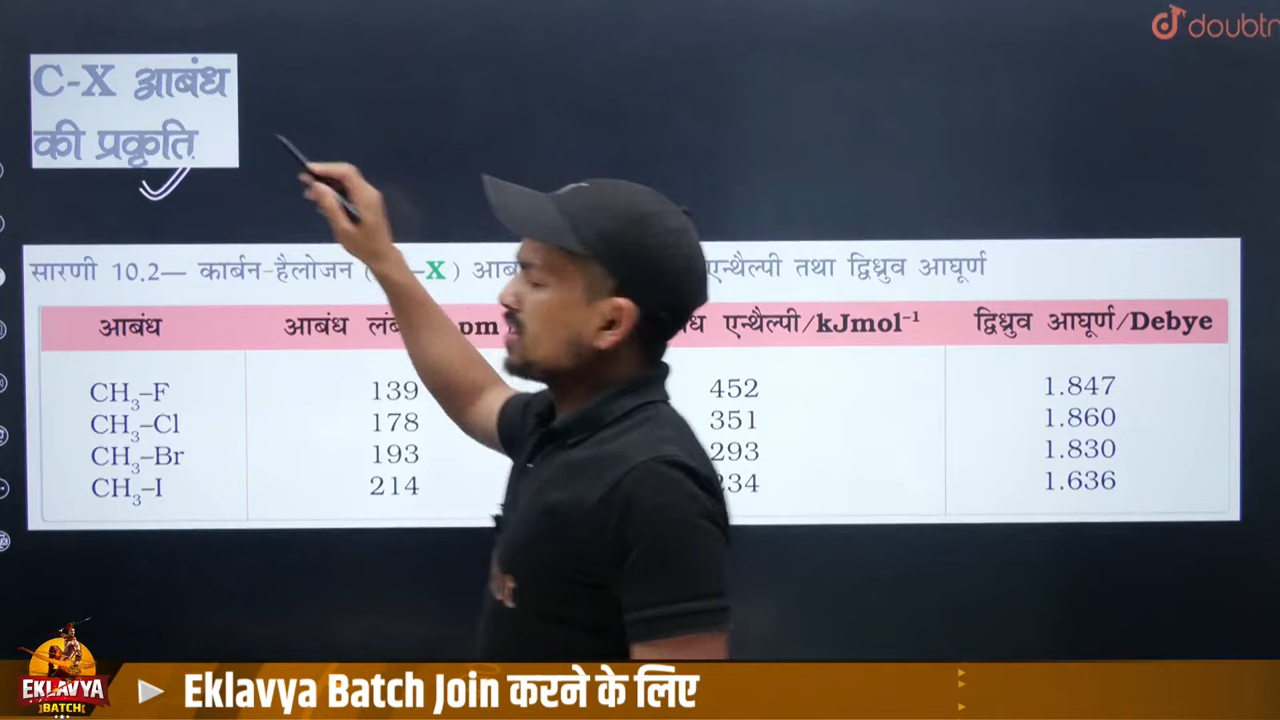 doubtn
C-X आबंध
की प्रकृति
सारणी 10.2— कार्बन-हैलोजन ( –X ) एन्थैल्पी तथा द्विध्रुव आघूर्ण
आबंध आबंध pm एन्थैल्पी/kJmol⁻¹ द्विध्रुव आघूर्ण/Debye
CH₃–F 139 452 1.847
CH₃–Cl 178 351 1.860
CH₃–Br 193 293 1.830
CH₃–I 214 1.636
EKLAVYA
BATCH
Eklavya Batch Join करने के लिए